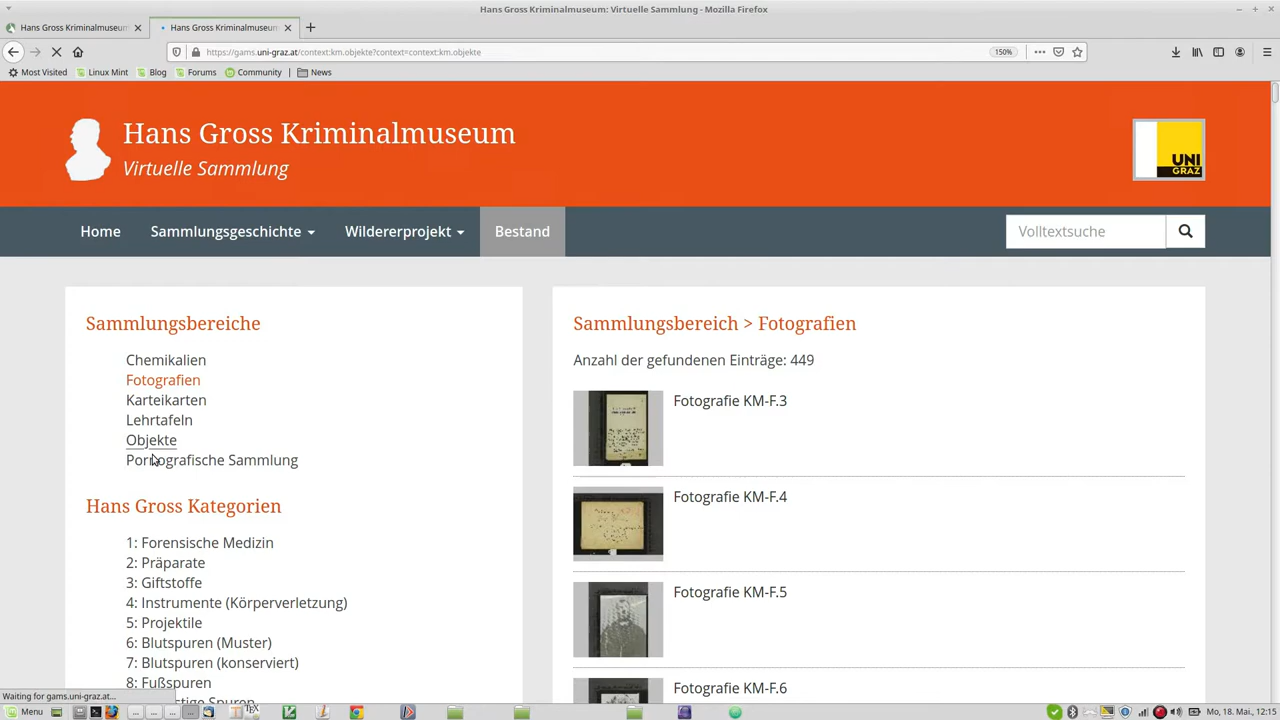 Hans Gross Kriminalmuseum: Virtuelle Sammlung - Mozilla Firefox
Hans Gross Kriminalmuseum:
Hans Gross Kriminalmuseum:
https://gams.uni-graz.at/context:km.objekte?context=context:km.objekte
150%
Most Visited
Linux Mint
Blog
Forums
Community
News
Hans Gross Kriminalmuseum
Virtuelle Sammlung
UNI
GRAZ
Home
Sammlungsgeschichte
Wildererprojekt
Bestand
Volltextsuche
Sammlungsbereiche
Chemikalien
Fotografien
Karteikarten
Lehrtafeln
Objekte
Pornografische Sammlung
Hans Gross Kategorien
1: Forensische Medizin
2: Präparate
3: Giftstoffe
4: Instrumente (Körperverletzung)
5: Projektile
6: Blutspuren (Muster)
7: Blutspuren (konserviert)
8: Fußspuren
Sammlungsbereich > Fotografien
Anzahl der gefundenen Einträge: 449
Fotografie KM-F.3
Fotografie KM-F.4
Fotografie KM-F.5
Fotografie KM-F.6
Waiting for gams.uni-graz.at...
Menu
Mo, 18. Mai., 12:15